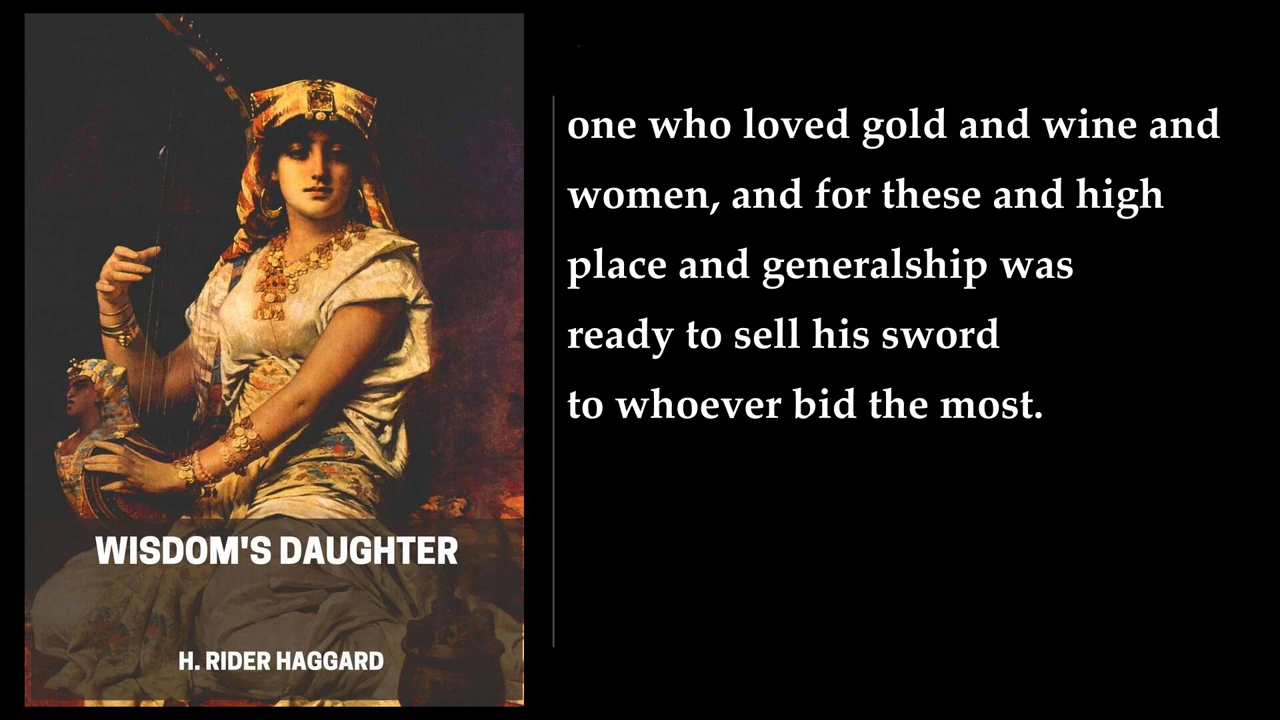 WISDOM'S DAUGHTER
H. RIDER HAGGARD
one who loved gold and wine and
women, and for these and high
place and generalship was
ready to sell his sword
to whoever bid the most.